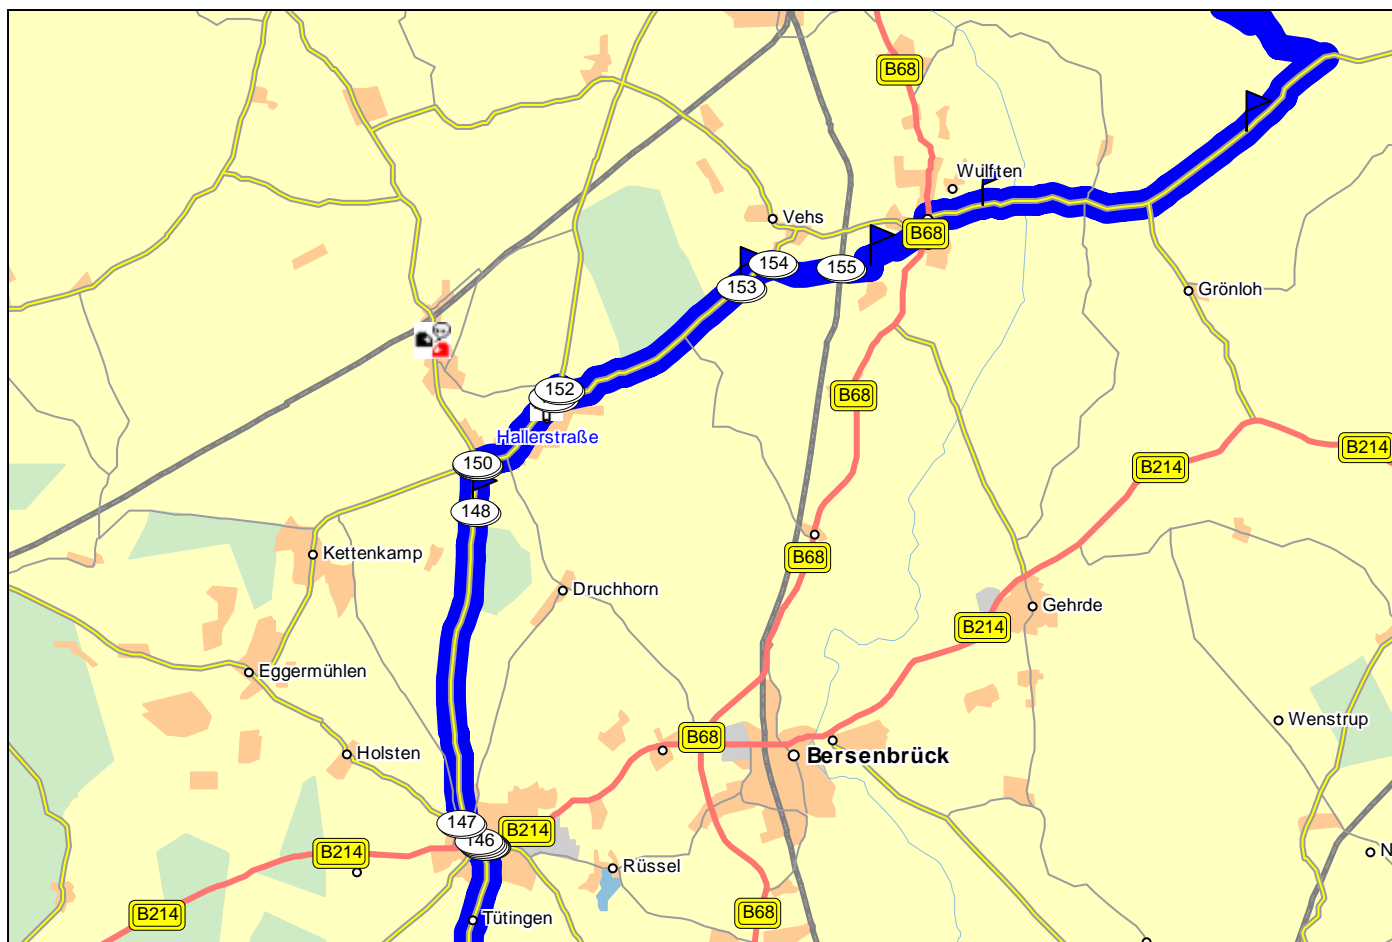 B68
Wulften
Vehs
B68
154
155
153
Grönloh
B68
152
Hallerstraße
B214
150
B214
148
Kettenkamp
B68
Druchhorn
Gehrde
B214
Eggermühlen
Wenstrup
B68
Holsten
Bersenbrück
147
B214
146
B214
N
Rüssel
B214
B68
Tütingen